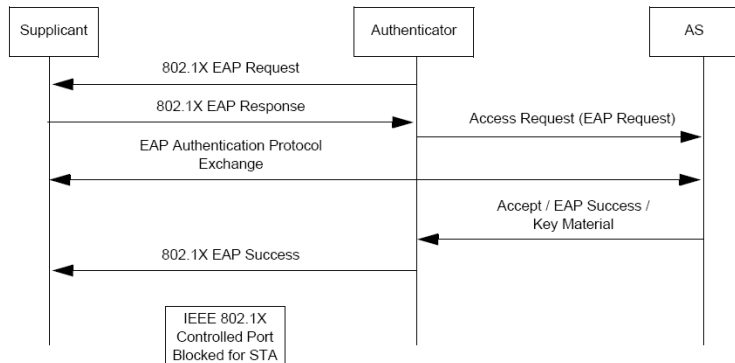 Supplicant
Authenticator
AS
802.1X EAP Request
802.1X EAP Response
Access Request (EAP Request)
EAP Authentication Protocol
Exchange
Accept / EAP Success /
Key Material
802.1X EAP Success
IEEE 802.1X
Controlled Port
Blocked for STA